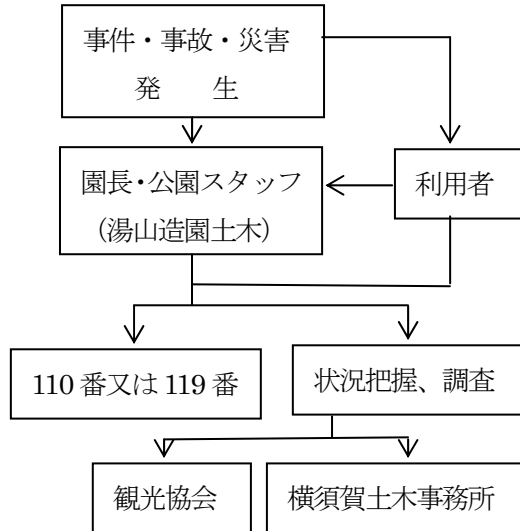 事件・事故・災害
発　　生
園長・公園スタッフ
（湯山造園土木）
利用者
110 番又は 119 番
状況把握、調査
観光協会
横須賀土木事務所